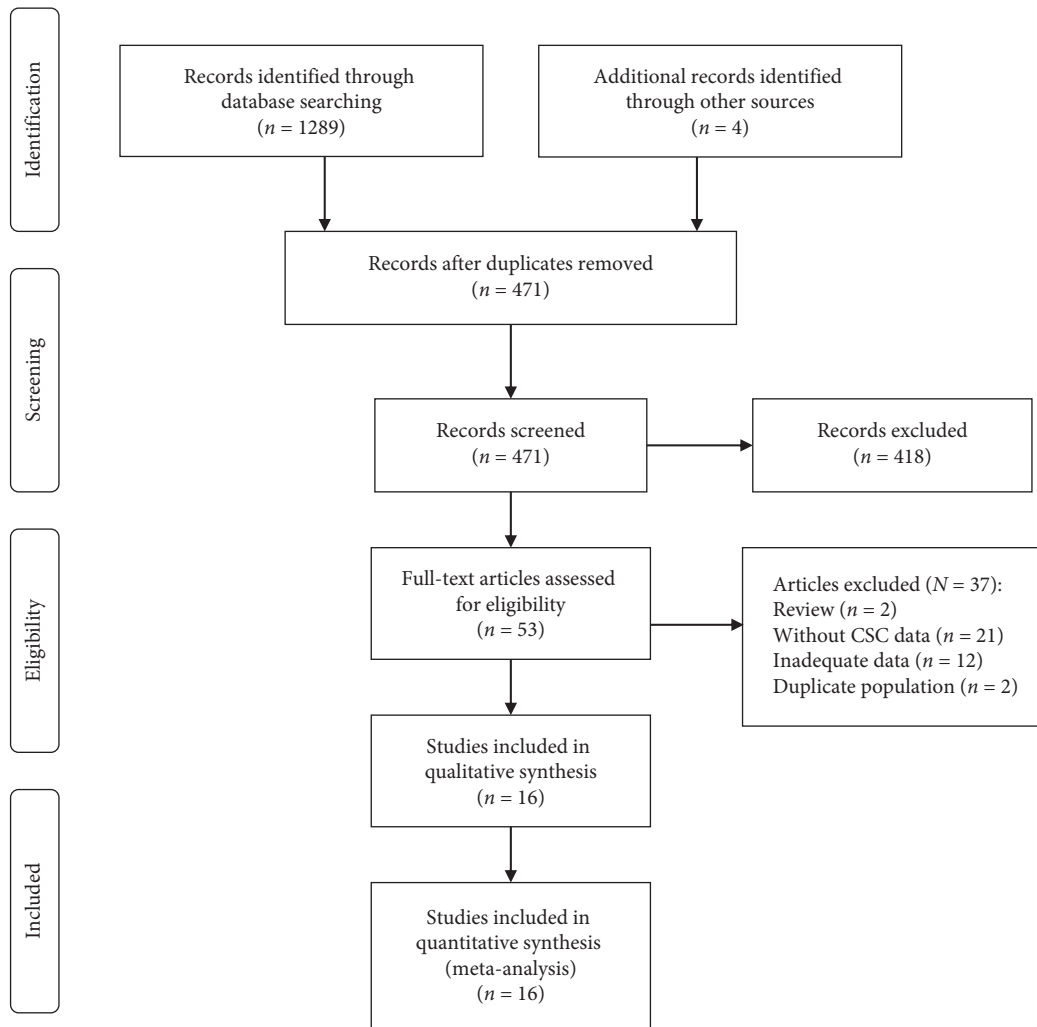 Identification
Records identified through
database searching
(n = 1289)
Additional records identified
through other sources
(n = 4)
Records after duplicates removed
(n = 471)
Screening
Records screened
(n = 471)
Records excluded
(n = 418)
Eligibility
Full-text articles assessed
for eligibility
(n = 53)
Articles excluded (N = 37):
Review (n = 2)
Without CSC data (n = 21)
Inadequate data (n = 12)
Duplicate population (n = 2)
Studies included in
qualitative synthesis
(n = 16)
Included
Studies included in
quantitative synthesis
(meta-analysis)
(n = 16)